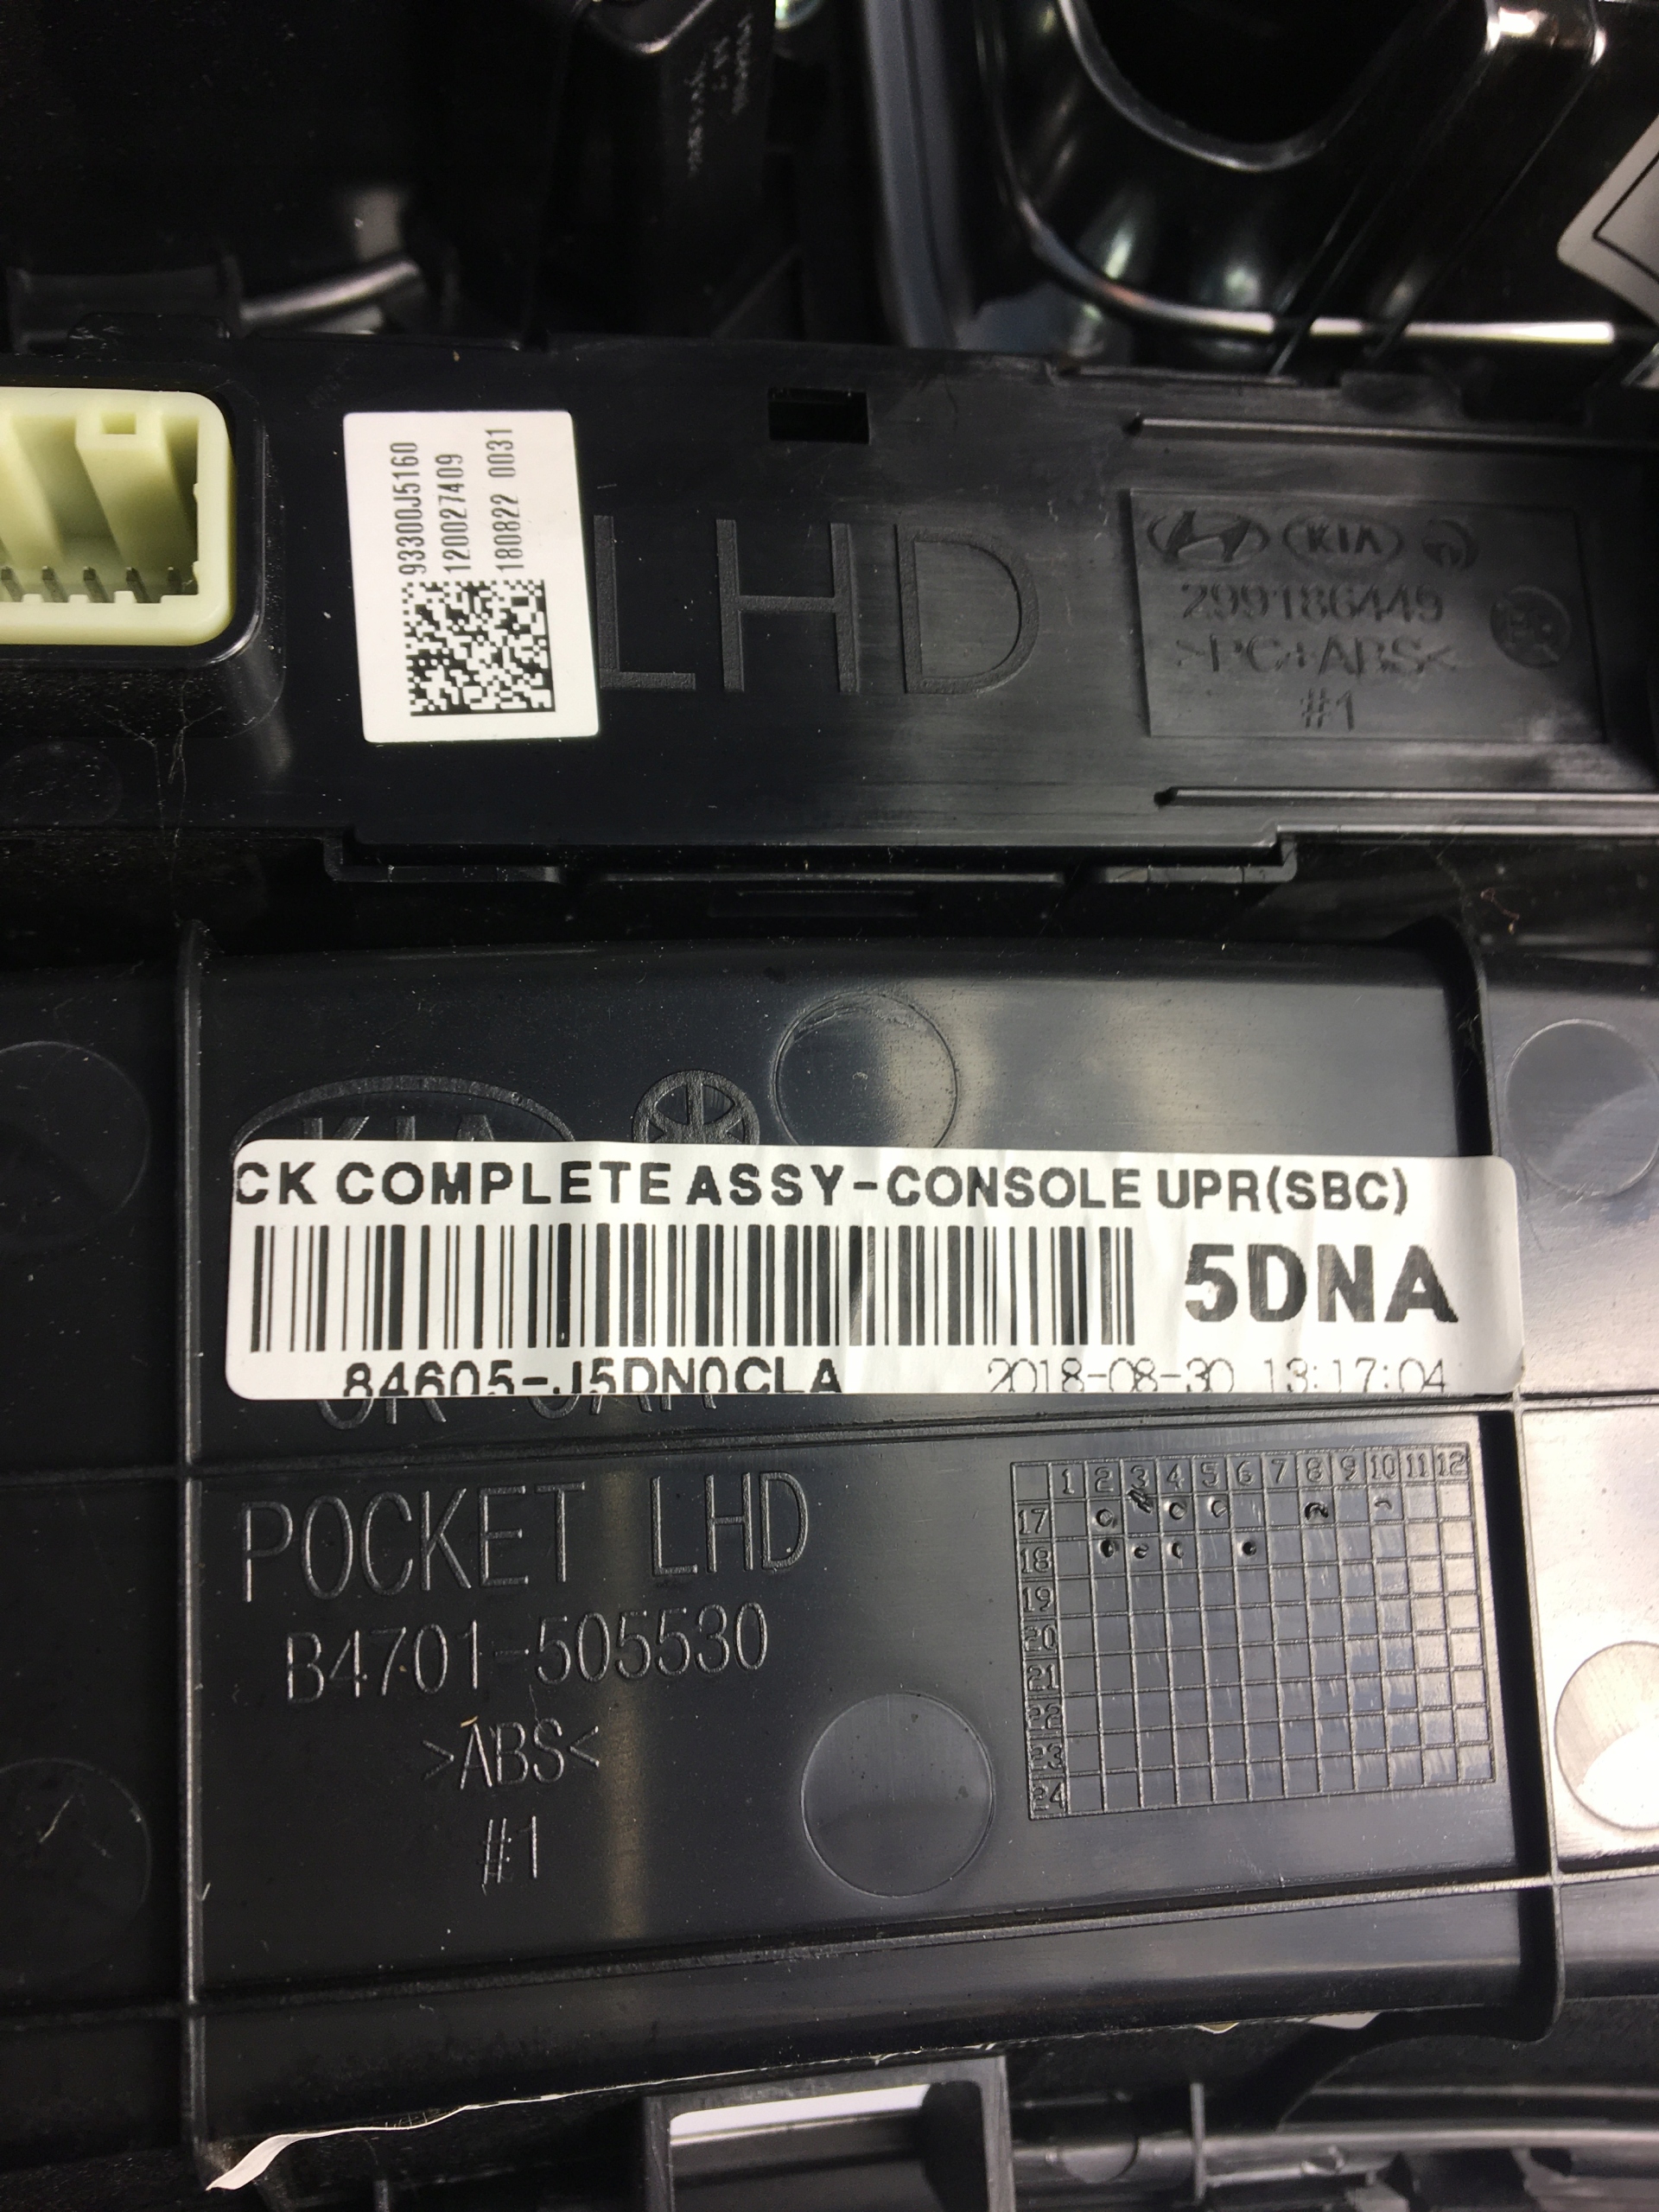 93300J5160
120027409
180822 0031
LHD
KIA
299186449
>PC+ABS<
#1
KIA
CK COMPLETE ASSY-CONSOLE UPR(SBC)
5DNA
84605-J5DN0CLA 2018-08-30 13:17:04
POCKET LHD
B4701-505530
>ABS<
#1
1 2 3 4 5 6 7 8 9 10 11 12
17
18
19
20
21
22
23
24